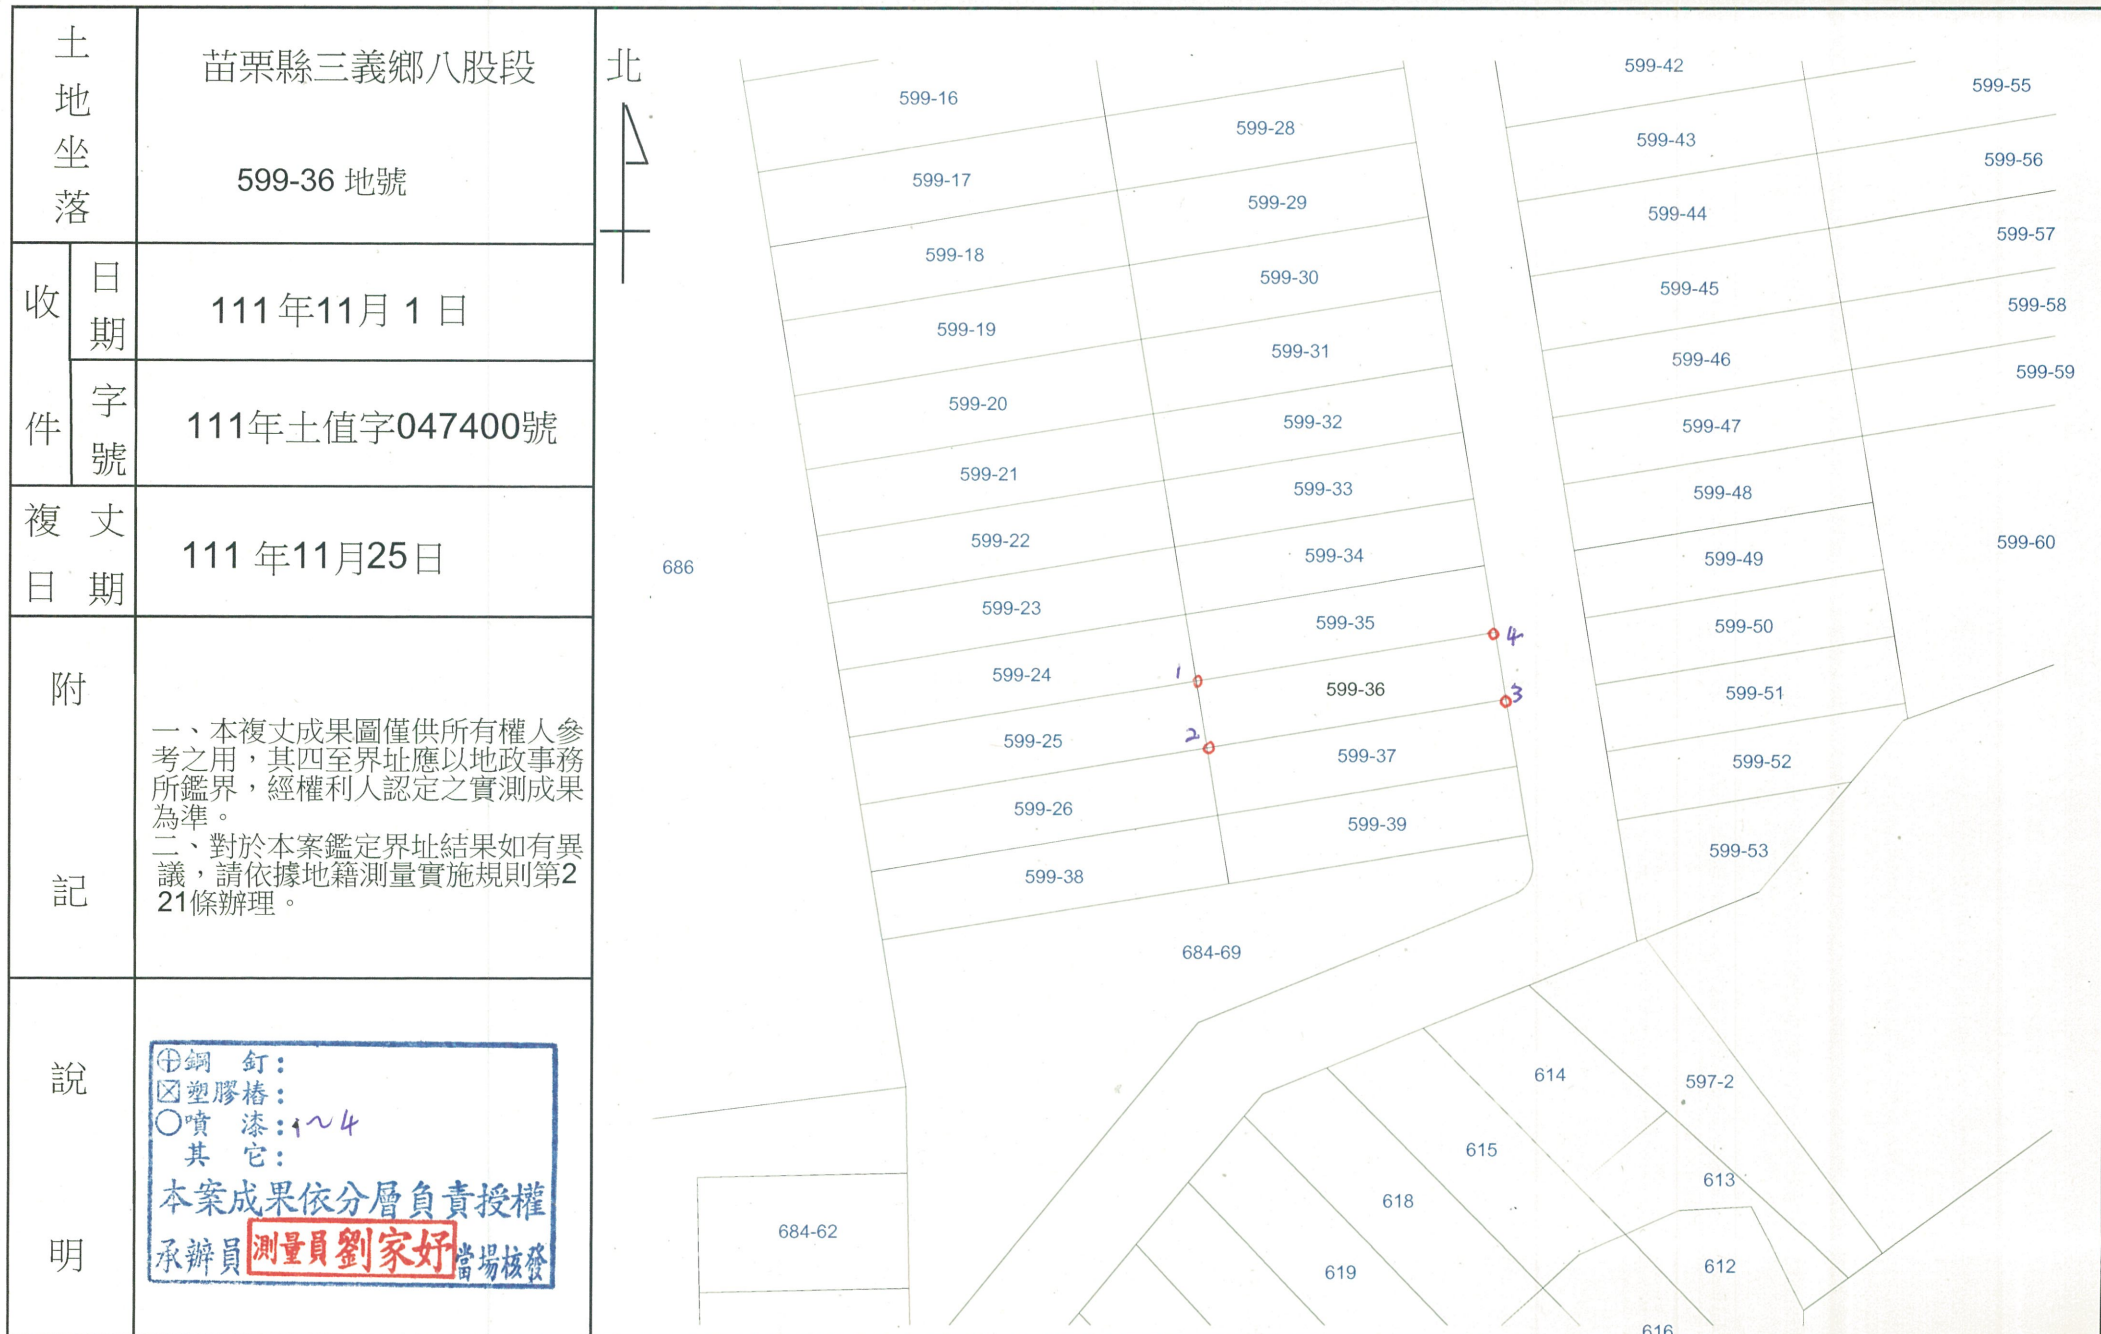 土地坐落
苗栗縣三義鄉八股段
599-36 地號
收件
日期
111 年11月 1 日
字號
111年土值字047400號
複丈日期
111 年11月25日
附記
一、本複丈成果圖僅供所有權人參
考之用，其四至界址應以地政事務
所鑑界，經權利人認定之實測成果
為準。
二、對於本案鑑定界址結果如有異
議，請依據地籍測量實施規則第2
21條辦理。
說明
鋼 釘：
塑膠樁：
噴 漆：1~4
其 它：
本案成果依分層負責授權
承辦員 測量員劉家妤 當場核發
北
599-16
599-17
599-18
599-19
599-20
599-21
599-22
599-23
599-24
599-25
599-26
599-38
599-28
599-29
599-30
599-31
599-32
599-33
599-34
599-35
599-36
599-37
599-39
1
2
3
4
599-42
599-43
599-44
599-45
599-46
599-47
599-48
599-49
599-50
599-51
599-52
599-53
599-55
599-56
599-57
599-58
599-59
599-60
686
684-69
684-62
614
597-2
615
613
618
612
619
616